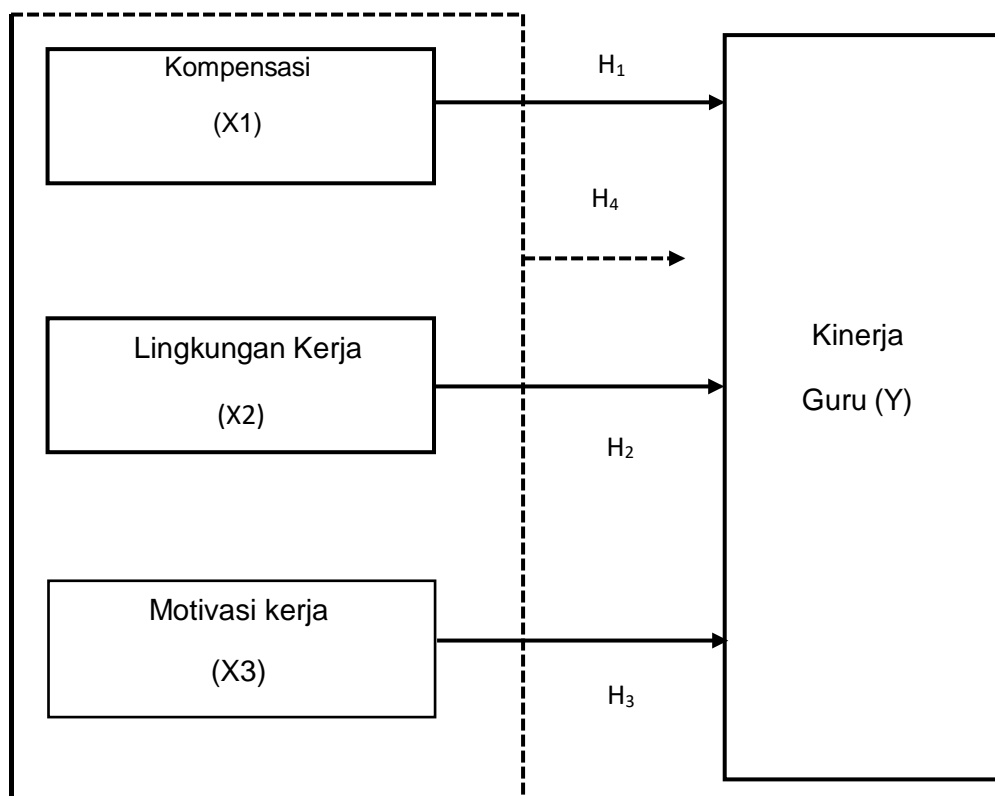 Kompensasi
(X1)
H₁
H₄
Lingkungan Kerja
(X2)
H₂
Motivasi kerja
(X3)
H₃
Kinerja
Guru (Y)